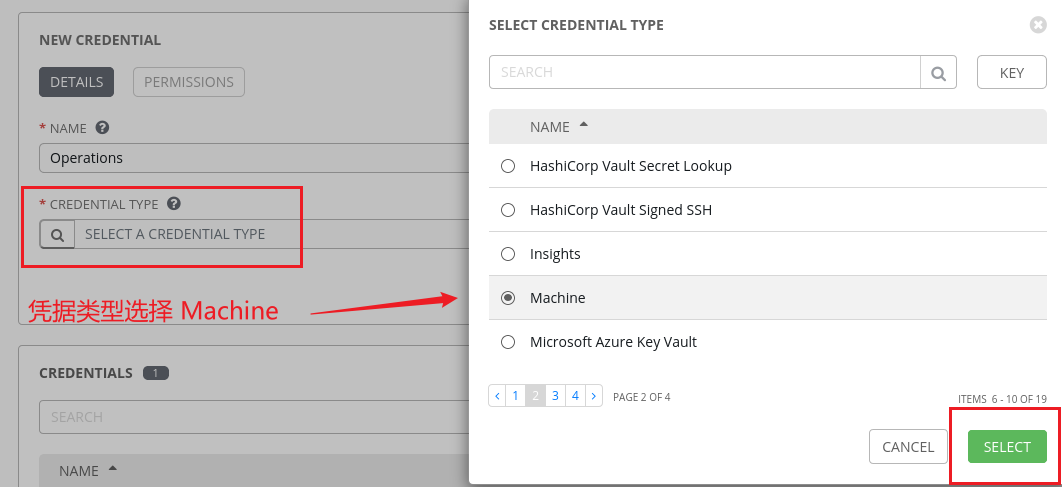 NEW CREDENTIAL
DETAILS
PERMISSIONS
* NAME ?
Operations
* CREDENTIAL TYPE ?
SELECT A CREDENTIAL TYPE
凭据类型选择 Machine
CREDENTIALS 1
SEARCH
NAME
SELECT CREDENTIAL TYPE
SEARCH
KEY
NAME
HashiCorp Vault Secret Lookup
HashiCorp Vault Signed SSH
Insights
Machine
Microsoft Azure Key Vault
‹ 1 2 3 4 › PAGE 2 OF 4
ITEMS 6 - 10 OF 19
CANCEL
SELECT